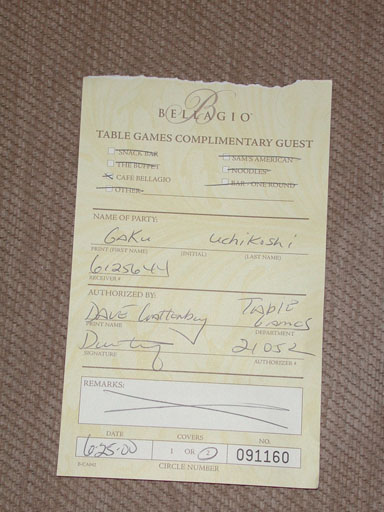 B
BELLAGIO
TABLE GAMES COMPLIMENTARY GUEST
SNACK BAR
SAM'S AMERICAN
THE BUFFET
NOODLES
CAFÉ BELLAGIO
BAR - ONE ROUND
OTHER
NAME OF PARTY:
GAKU Uchikoshi
PRINT (FIRST NAME) (INITIAL) (LAST NAME)
6125644
RECEIVER #
AUTHORIZED BY:
DAVE TABLE GAMES
PRINT NAME DEPARTMENT
21052
SIGNATURE AUTHORIZER #
REMARKS:
DATE COVERS NO.
6-25-00 1 OR 2 091160
CIRCLE NUMBER